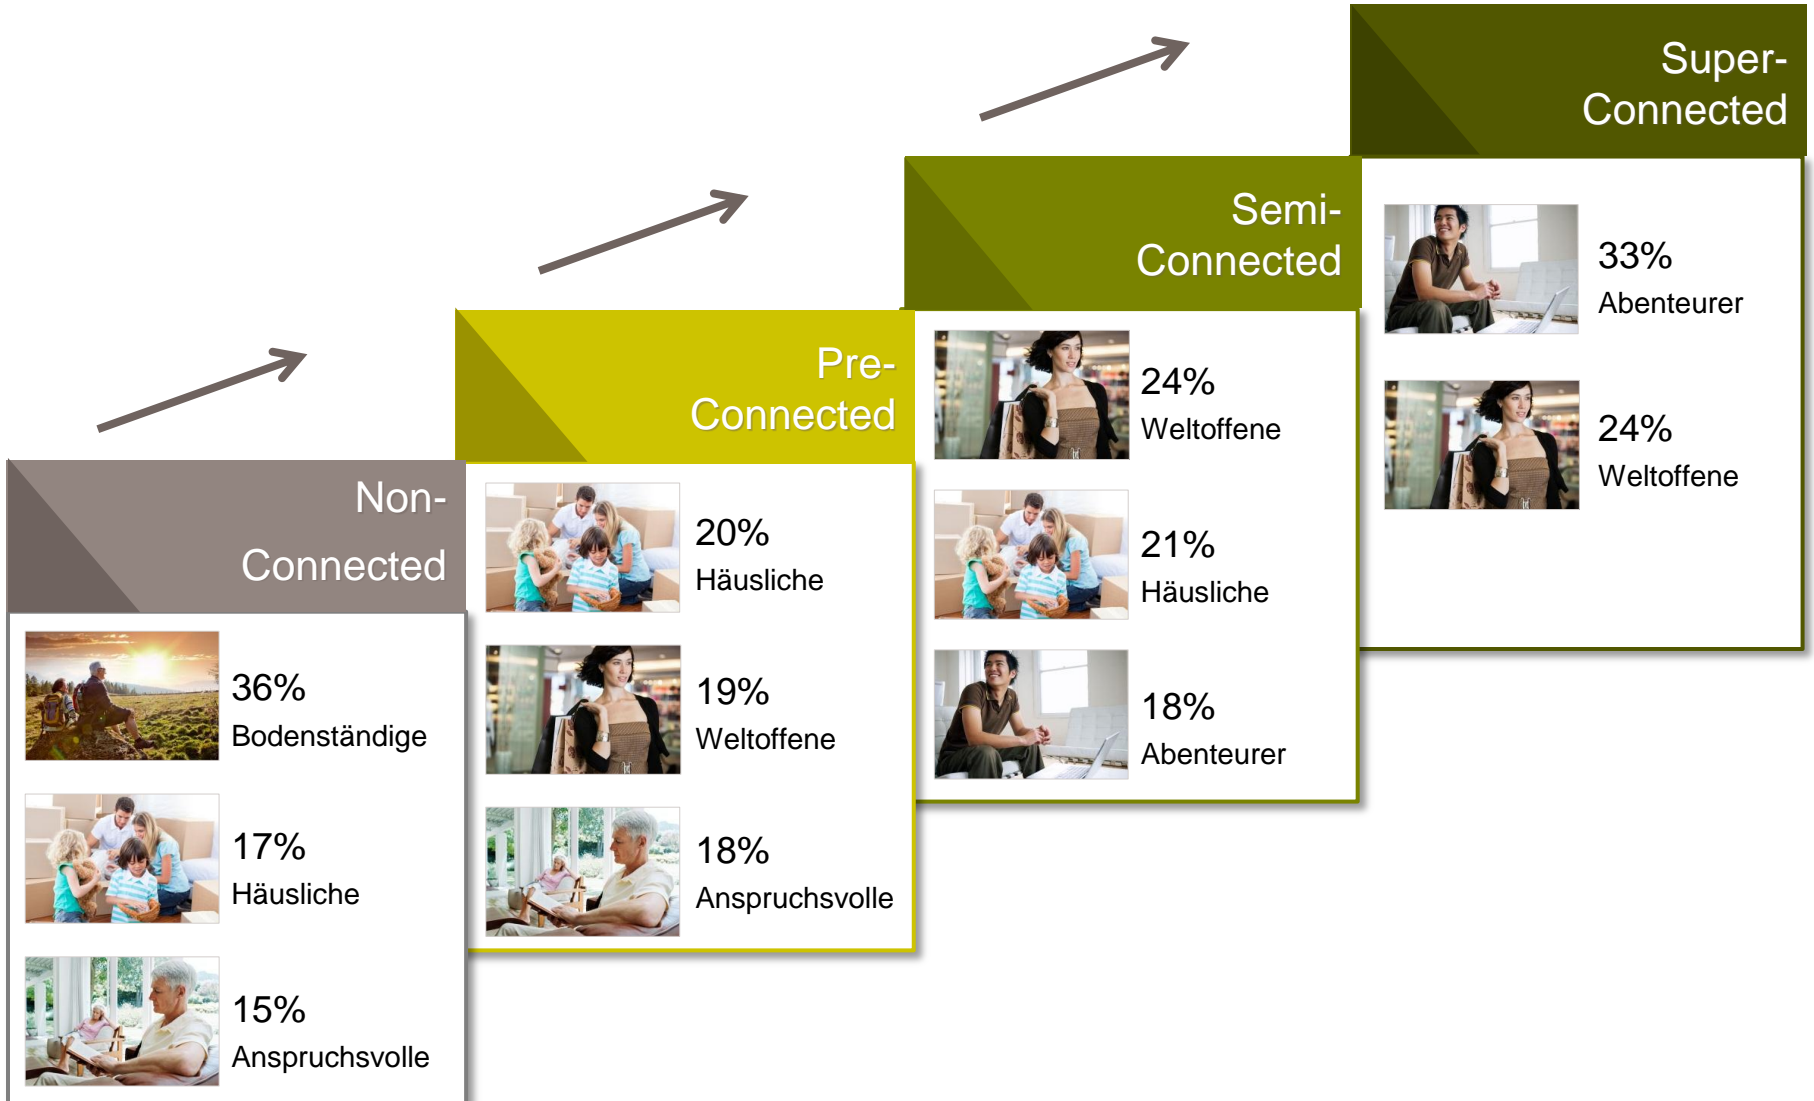 Non-
Connected
36%
Bodenständige
17%
Häusliche
15%
Anspruchsvolle
Pre-
Connected
20%
Häusliche
19%
Weltoffene
18%
Anspruchsvolle
Semi-
Connected
24%
Weltoffene
21%
Häusliche
18%
Abenteurer
Super-
Connected
33%
Abenteurer
24%
Weltoffene